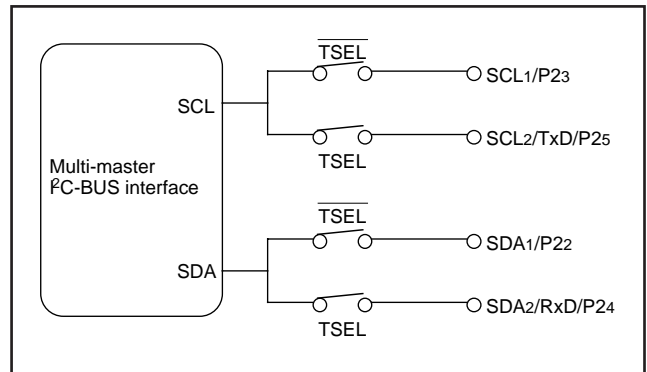 TSEL
SCL1/P23
SCL
SCL2/TxD/P25
TSEL
Multi-master
I2C-BUS interface
TSEL
SDA1/P22
SDA
SDA2/RxD/P24
TSEL